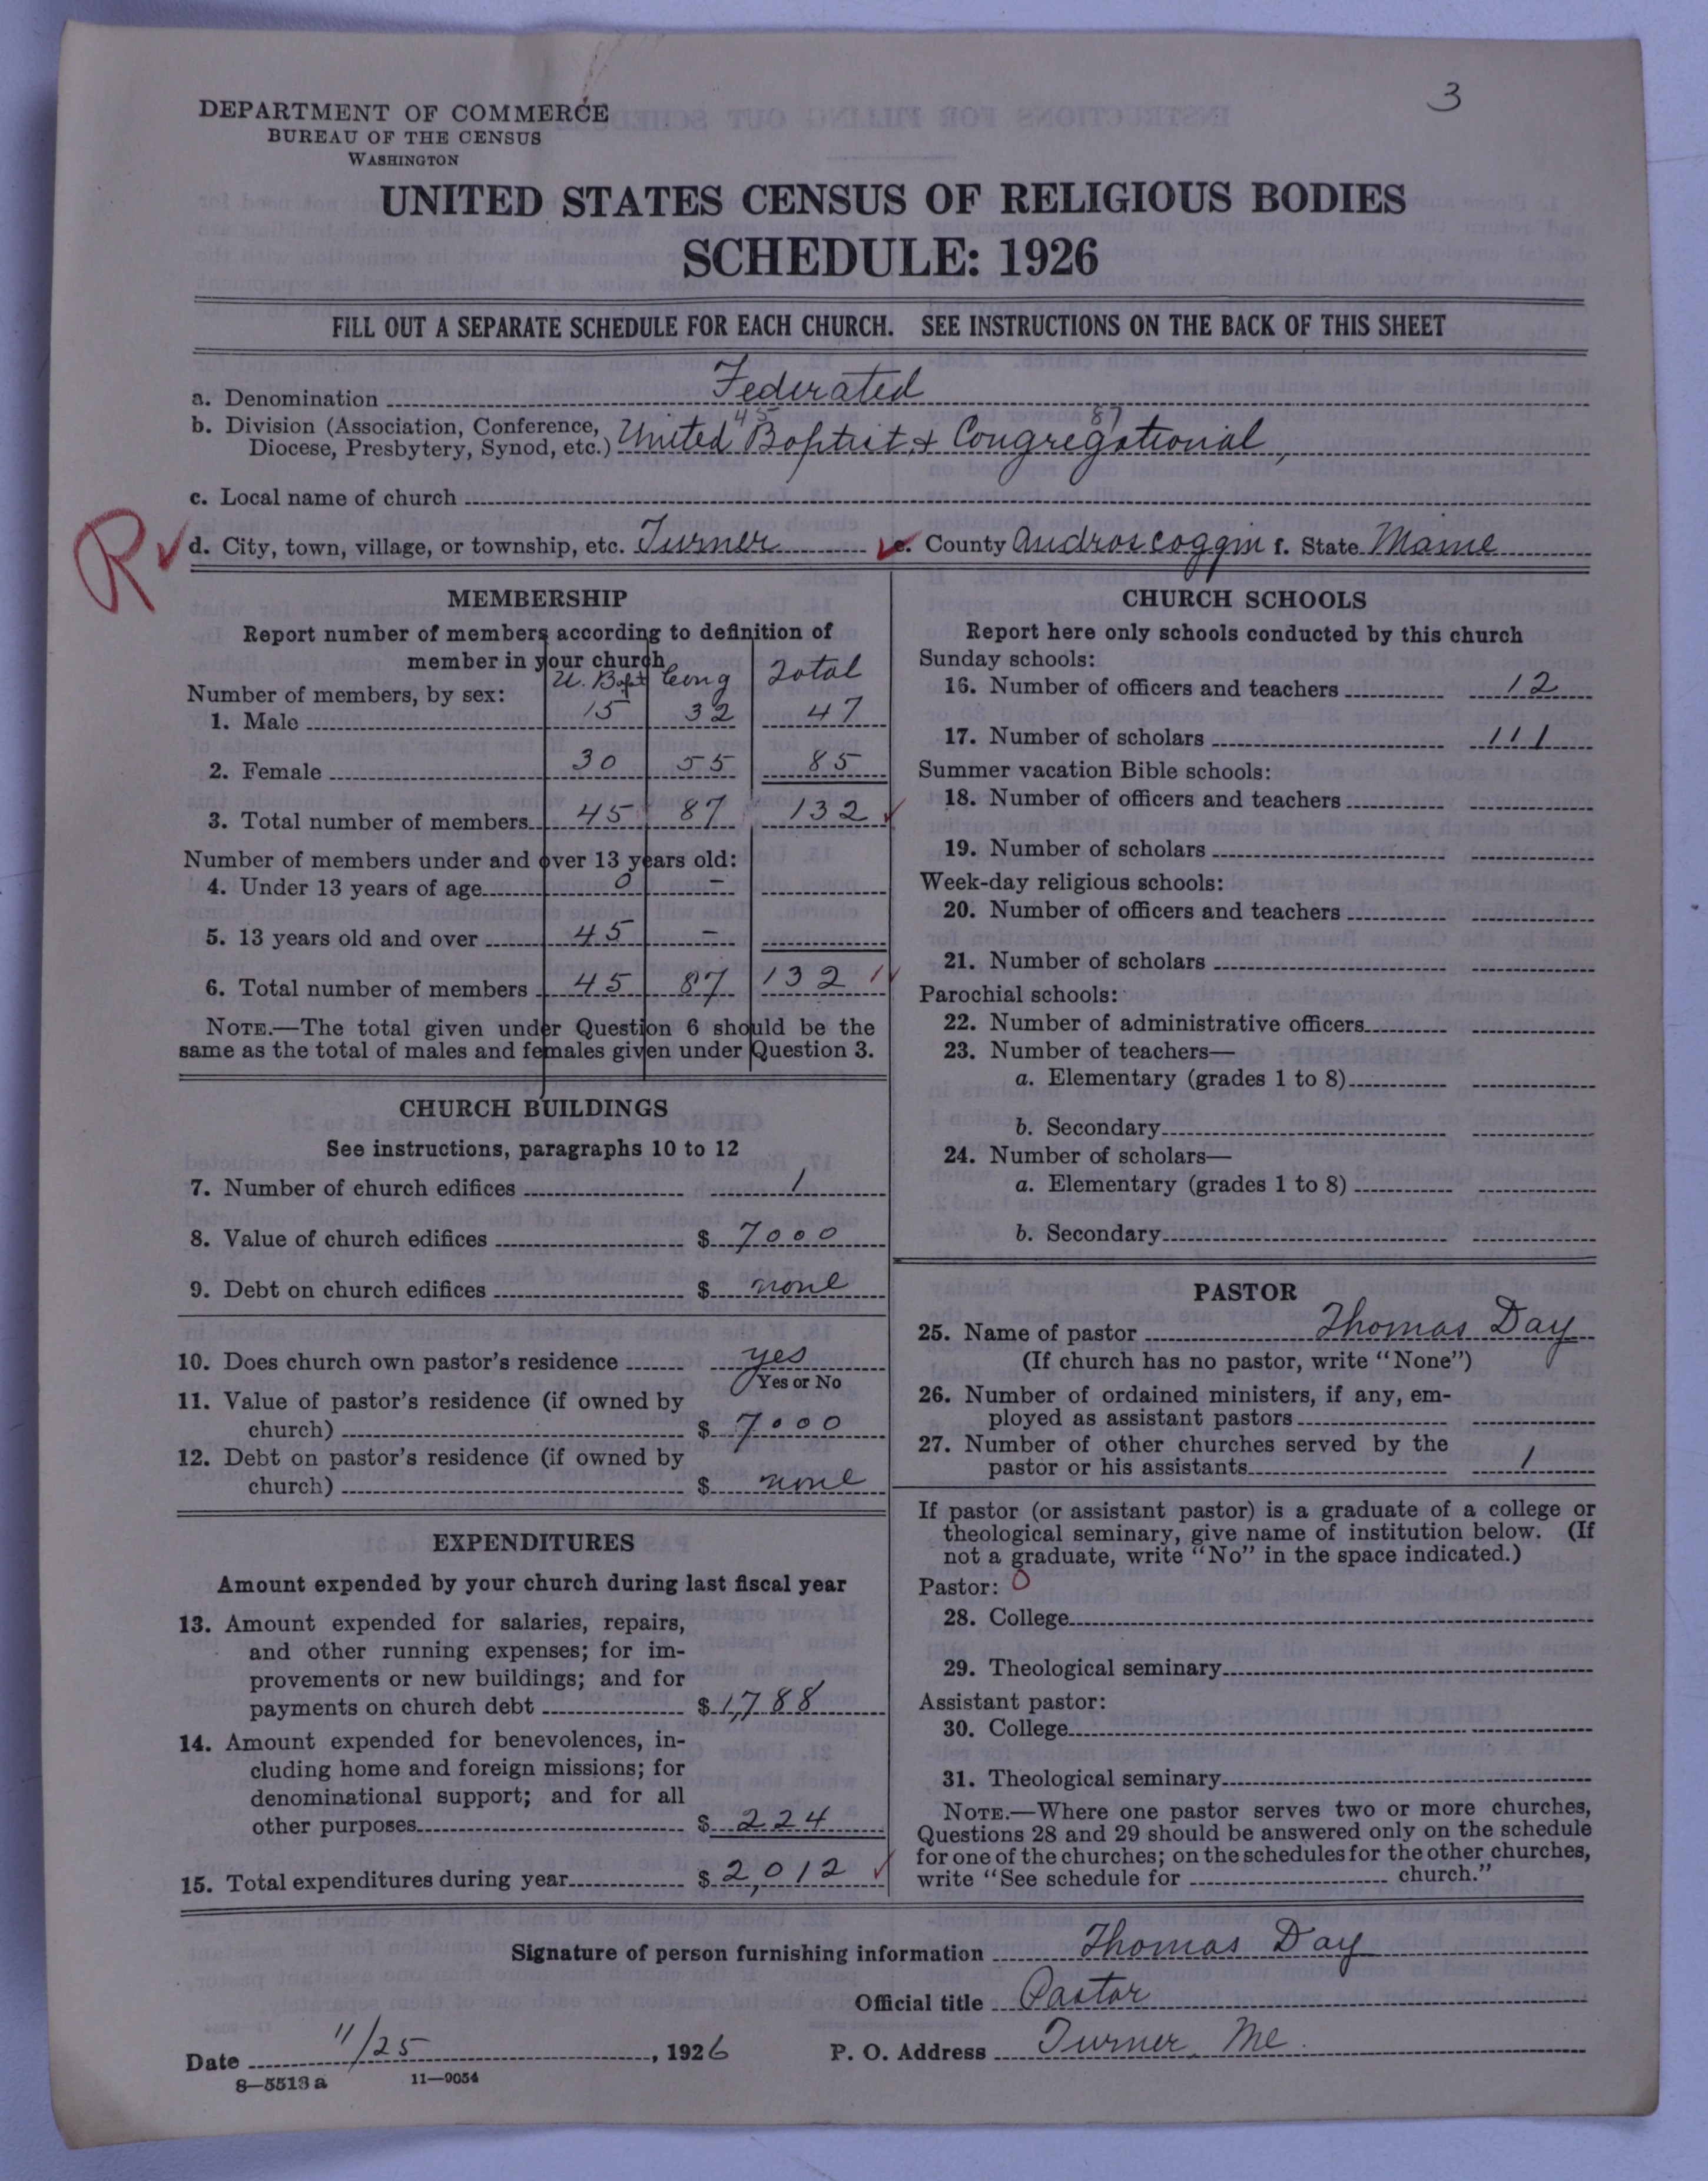 3
DEPARTMENT OF COMMERCE
BUREAU OF THE CENSUS
WASHINGTON
UNITED STATES CENSUS OF RELIGIOUS BODIES
SCHEDULE: 1926
FILL OUT A SEPARATE SCHEDULE FOR EACH CHURCH. SEE INSTRUCTIONS ON THE BACK OF THIS SHEET
a. Denomination Federated
45 87
b. Division (Association, Conference, Diocese, Presbytery, Synod, etc.) United Baptist & Congregational,
c. Local name of church
R
d. City, town, village, or township, etc. Turner e. County Androscoggin f. State Maine
MEMBERSHIP
Report number of members according to definition of
member in your church
U. Bapt Cong Total
Number of members, by sex:
1. Male 15 32 47
2. Female 30 55 85
3. Total number of members 45 87 132
Number of members under and over 13 years old:
4. Under 13 years of age 0 -
5. 13 years old and over 45 -
6. Total number of members 45 87 132
NOTE.—The total given under Question 6 should be the
same as the total of males and females given under Question 3.
CHURCH BUILDINGS
See instructions, paragraphs 10 to 12
7. Number of church edifices 1
8. Value of church edifices $ 7000
9. Debt on church edifices $ none
10. Does church own pastor's residence yes
Yes or No
11. Value of pastor's residence (if owned by
church) $ 7000
12. Debt on pastor's residence (if owned by
church) $ none
EXPENDITURES
Amount expended by your church during last fiscal year
13. Amount expended for salaries, repairs,
and other running expenses; for im-
provements or new buildings; and for
payments on church debt $ 1,788
14. Amount expended for benevolences, in-
cluding home and foreign missions; for
denominational support; and for all
other purposes $ 224
15. Total expenditures during year $ 2,012
CHURCH SCHOOLS
Report here only schools conducted by this church
Sunday schools:
16. Number of officers and teachers 12
17. Number of scholars 111
Summer vacation Bible schools:
18. Number of officers and teachers
19. Number of scholars
Week-day religious schools:
20. Number of officers and teachers
21. Number of scholars
Parochial schools:
22. Number of administrative officers
23. Number of teachers—
a. Elementary (grades 1 to 8)
b. Secondary
24. Number of scholars—
a. Elementary (grades 1 to 8)
b. Secondary
PASTOR
25. Name of pastor Thomas Day
(If church has no pastor, write "None")
26. Number of ordained ministers, if any, em-
ployed as assistant pastors
27. Number of other churches served by the
pastor or his assistants 1
If pastor (or assistant pastor) is a graduate of a college or
theological seminary, give name of institution below. (If
not a graduate, write "No" in the space indicated.)
Pastor: 0
28. College
29. Theological seminary
Assistant pastor:
30. College
31. Theological seminary
NOTE.—Where one pastor serves two or more churches,
Questions 28 and 29 should be answered only on the schedule
for one of the churches; on the schedules for the other churches,
write "See schedule for church."
Signature of person furnishing information Thomas Day
Official title Pastor
Date 11/25, 1926 P. O. Address Turner, Me.
8—5513 a 11—9054